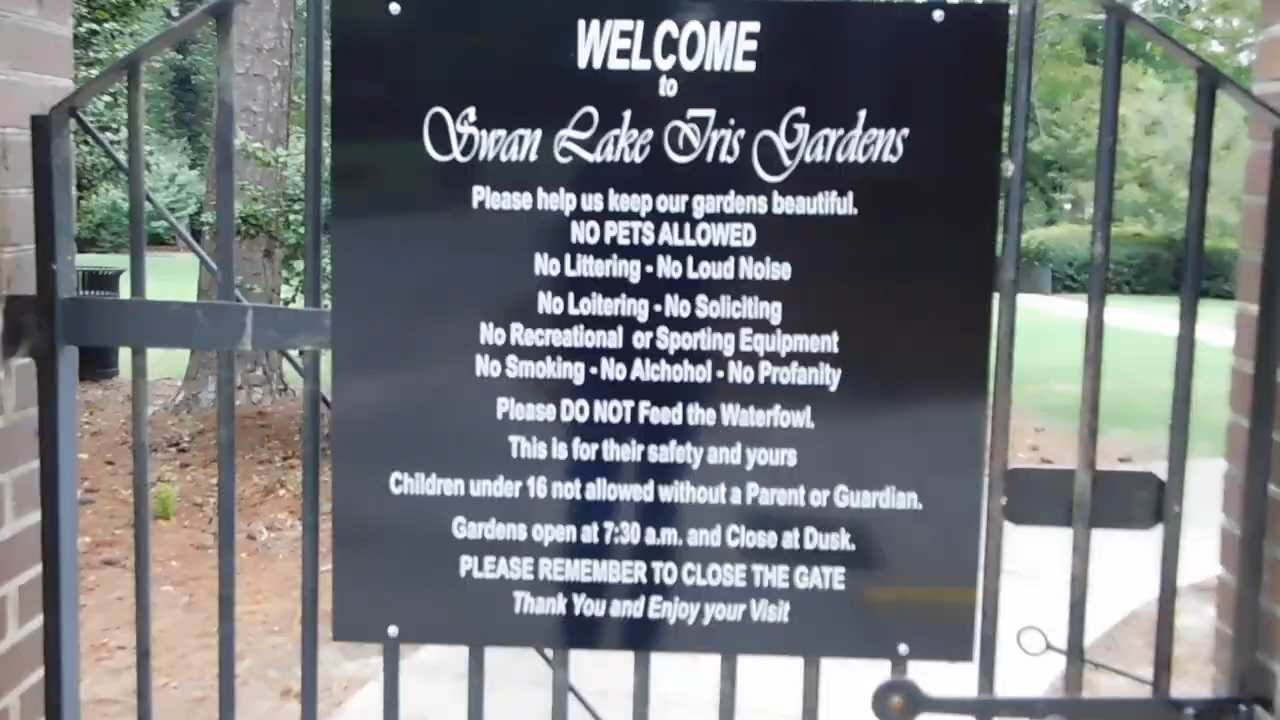 WELCOME
to
Swan Lake Iris Gardens
Please help us keep our gardens beautiful.
NO PETS ALLOWED
No Littering - No Loud Noise
No Loitering - No Soliciting
No Recreational or Sporting Equipment
No Smoking - No Alchohol - No Profanity
Please DO NOT Feed the Waterfowl.
This is for their safety and yours
Children under 16 not allowed without a Parent or Guardian.
Gardens open at 7:30 a.m. and Close at Dusk.
PLEASE REMEMBER TO CLOSE THE GATE
Thank You and Enjoy your Visit